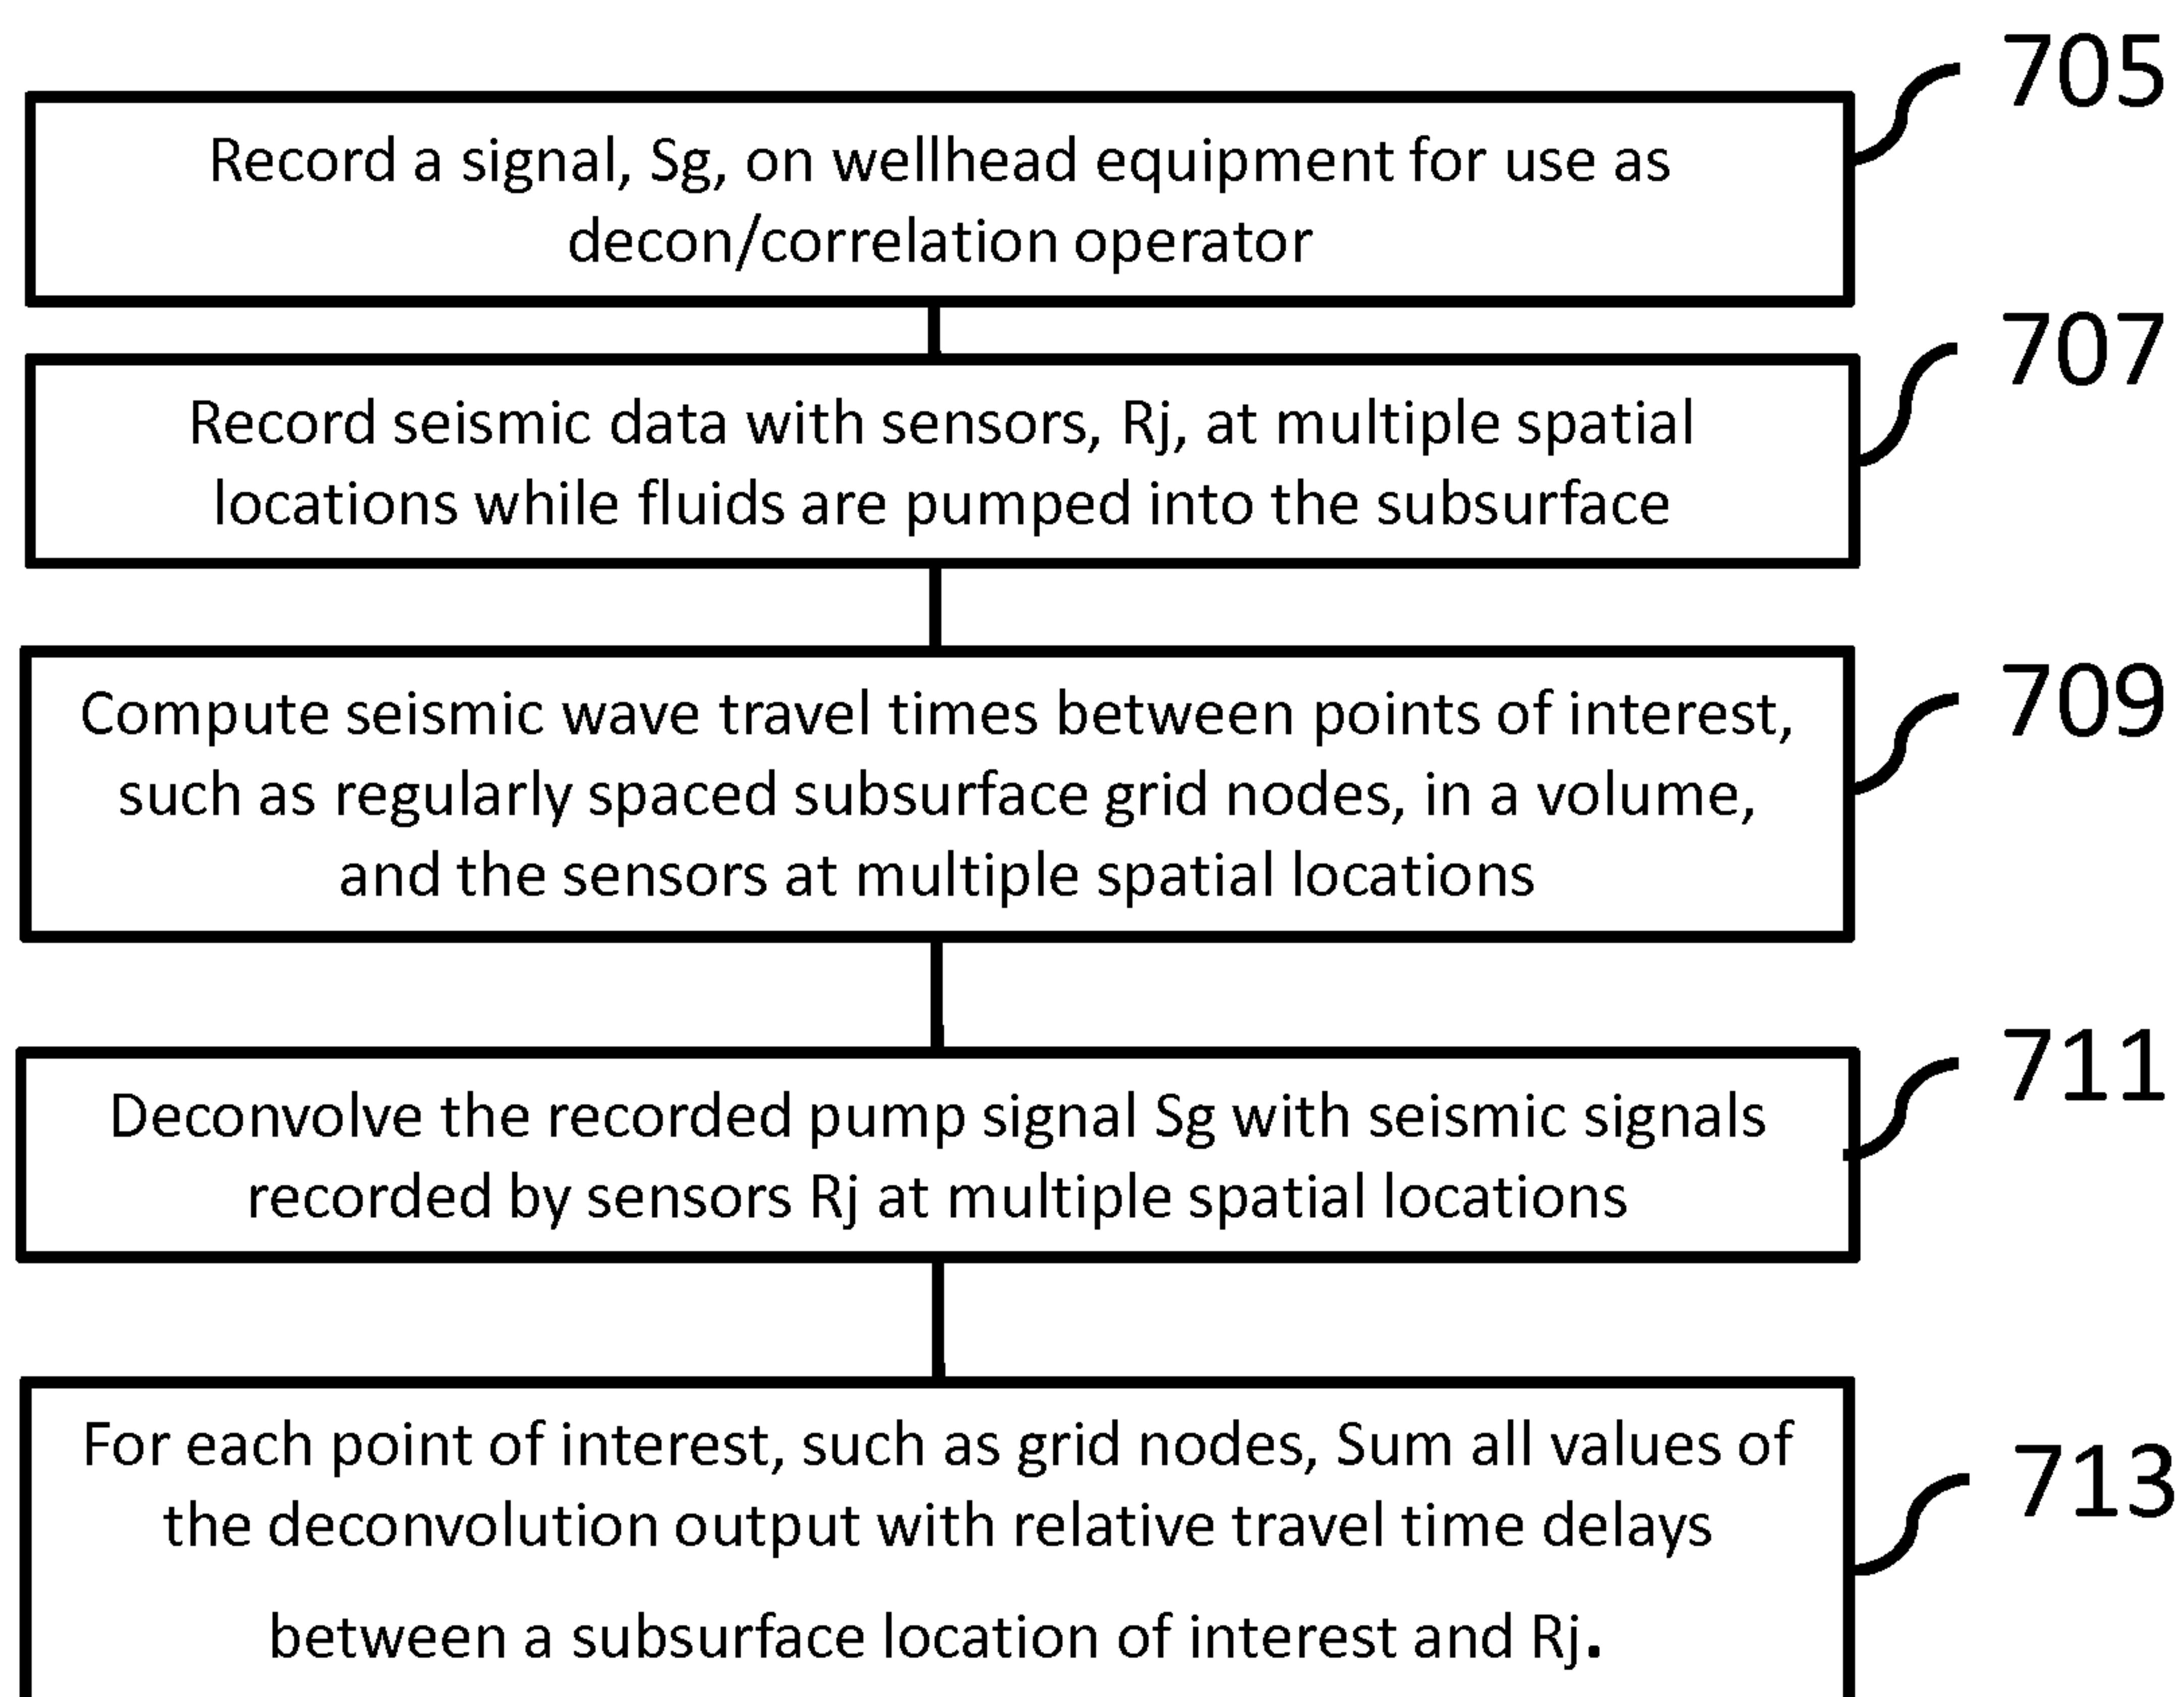 705
Record a signal, Sg, on wellhead equipment for use as
decon/correlation operator
707
Record seismic data with sensors, Rj, at multiple spatial
locations while fluids are pumped into the subsurface
709
Compute seismic wave travel times between points of interest,
such as regularly spaced subsurface grid nodes, in a volume,
and the sensors at multiple spatial locations
711
Deconvolve the recorded pump signal Sg with seismic signals
recorded by sensors Rj at multiple spatial locations
713
For each point of interest, such as grid nodes, Sum all values of
the deconvolution output with relative travel time delays
between a subsurface location of interest and Rj.